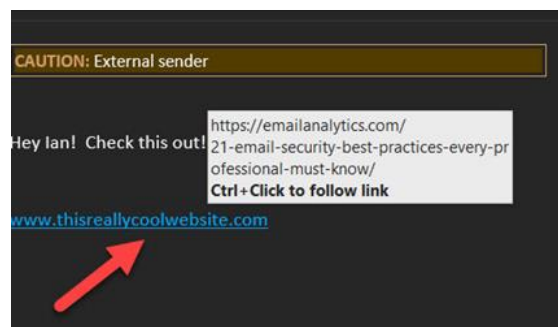 CAUTION: External sender
Hey Ian!  Check this out!
https://emailanalytics.com/
21-email-security-best-practices-every-pr
ofessional-must-know/
Ctrl+Click to follow link
www.thisreallycoolwebsite.com